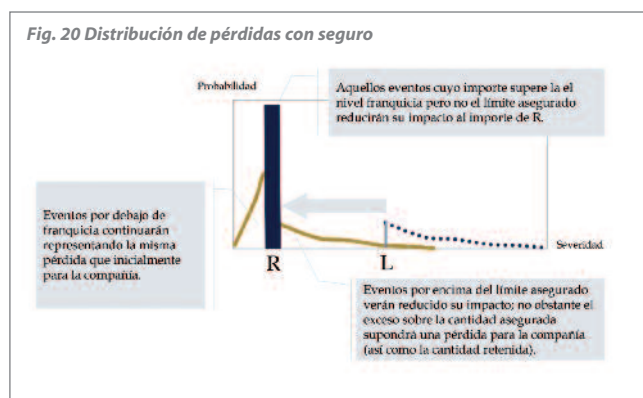 Fig. 20 Distribución de pérdidas con seguro
Probabilidad
Aquellos eventos cuyo importe supere la el
nivel franquicia pero no el límite asegurado
reducirán su impacto al importe de R.
Eventos por debajo de
franquicia continuarán
representando la misma
pérdida que inicialmente
para la compañía.
R
L
Severidad
Eventos por encima del límite asegurado
verán reducido su impacto; no obstante el
exceso sobre la cantidad asegurada
supondrá una pérdida para la compañía
(así como la cantidad retenida).